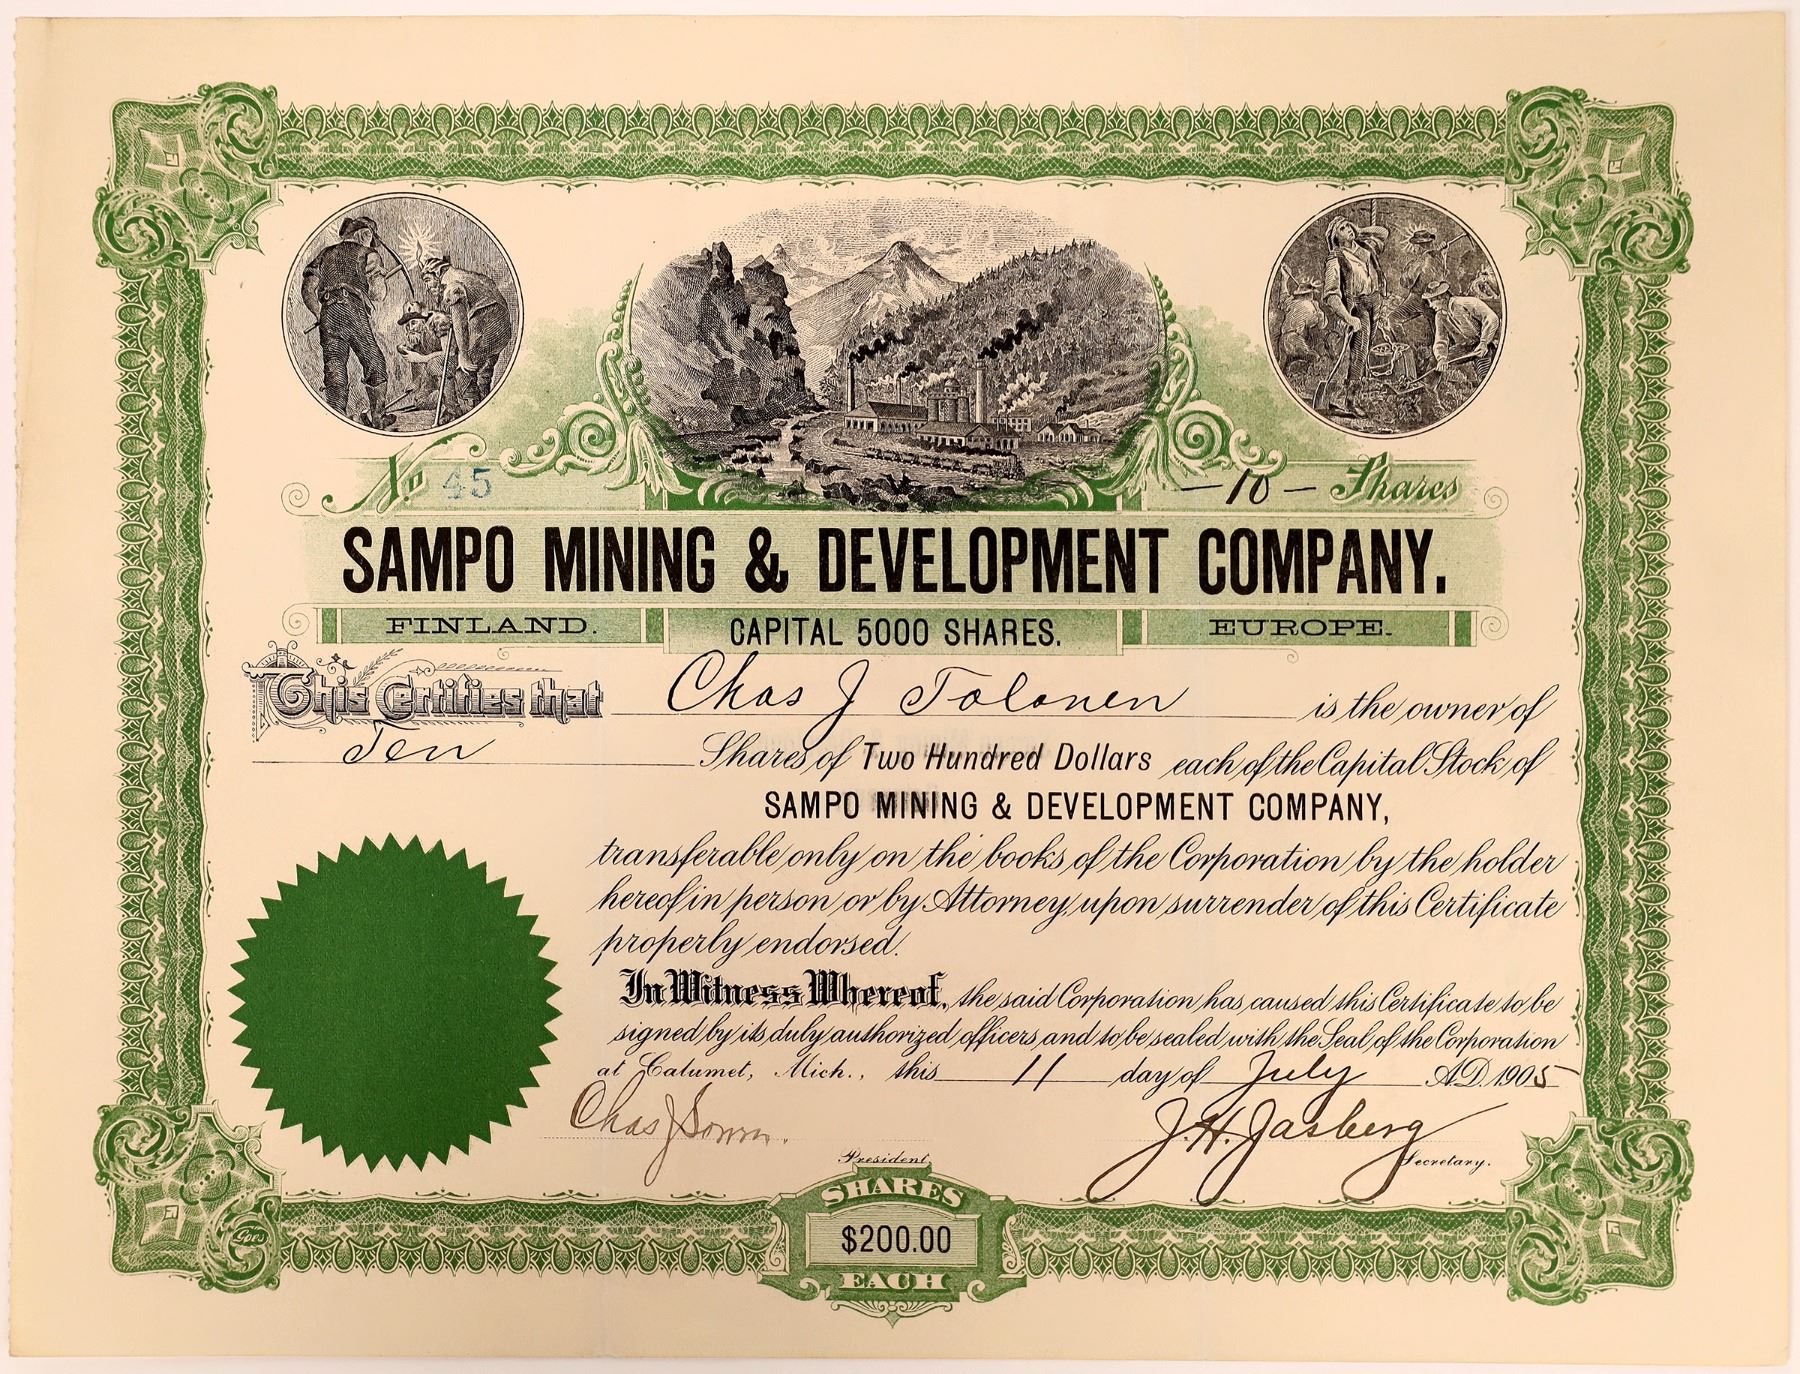 No 45
— 10 — Shares
SAMPO MINING & DEVELOPMENT COMPANY.
FINLAND. CAPITAL 5000 SHARES. EUROPE.
This Certifies that Chas J Tolonen is the owner of
Ten Shares of Two Hundred Dollars each of the Capital Stock of
SAMPO MINING & DEVELOPMENT COMPANY,
transferable only on the books of the Corporation by the holder
hereof in person or by Attorney, upon surrender of this Certificate
properly endorsed.
In Witness Whereof, the said Corporation has caused this Certificate to be
signed by its duly authorized officers, and to be sealed with the Seal of the Corporation
at Calumet, Mich., this 11 day of July A.D. 1905
Chas J J. H. Jasberg
President Secretary.
SHARES
$200.00
EACH
Goes